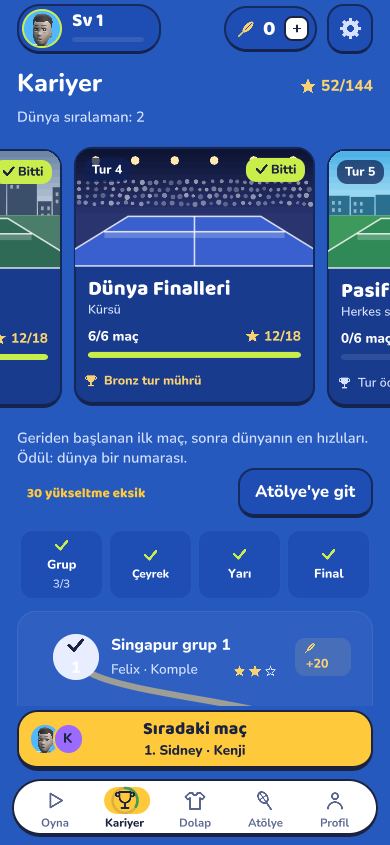 Sv 1
0
+
Kariyer
52/144
Dünya sıralaman: 2
Bitti
12/18
Tur 4
Bitti
Dünya Finalleri
Kürsü
6/6 maç
12/18
Bronz tur mührü
Tur 5
Pasif
Herkes s
0/6 ma
Tur öd
Geriden başlanan ilk maç, sonra dünyanın en hızlıları.
Ödül: dünya bir numarası.
30 yükseltme eksik
Atölye'ye git
Grup
3/3
Çeyrek
Yarı
Final
1
Singapur grup 1
Felix · Komple
+20
K
Sıradaki maç
1. Sidney · Kenji
Oyna
Kariyer
Dolap
Atölye
Profil